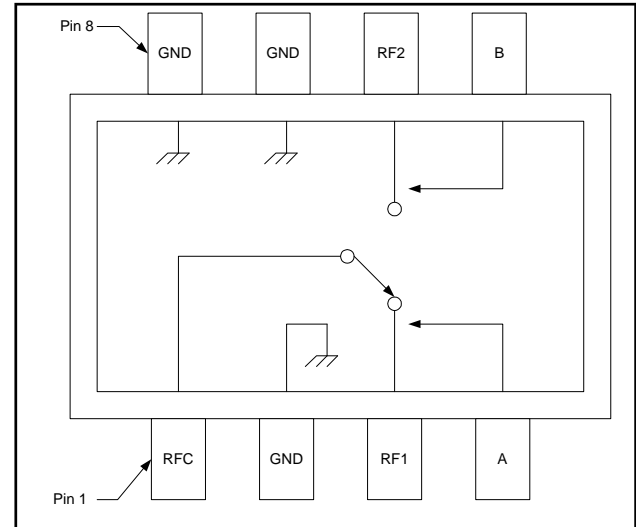 Pin 8
GND
GND
RF2
B
RFC
GND
RF1
A
Pin 1